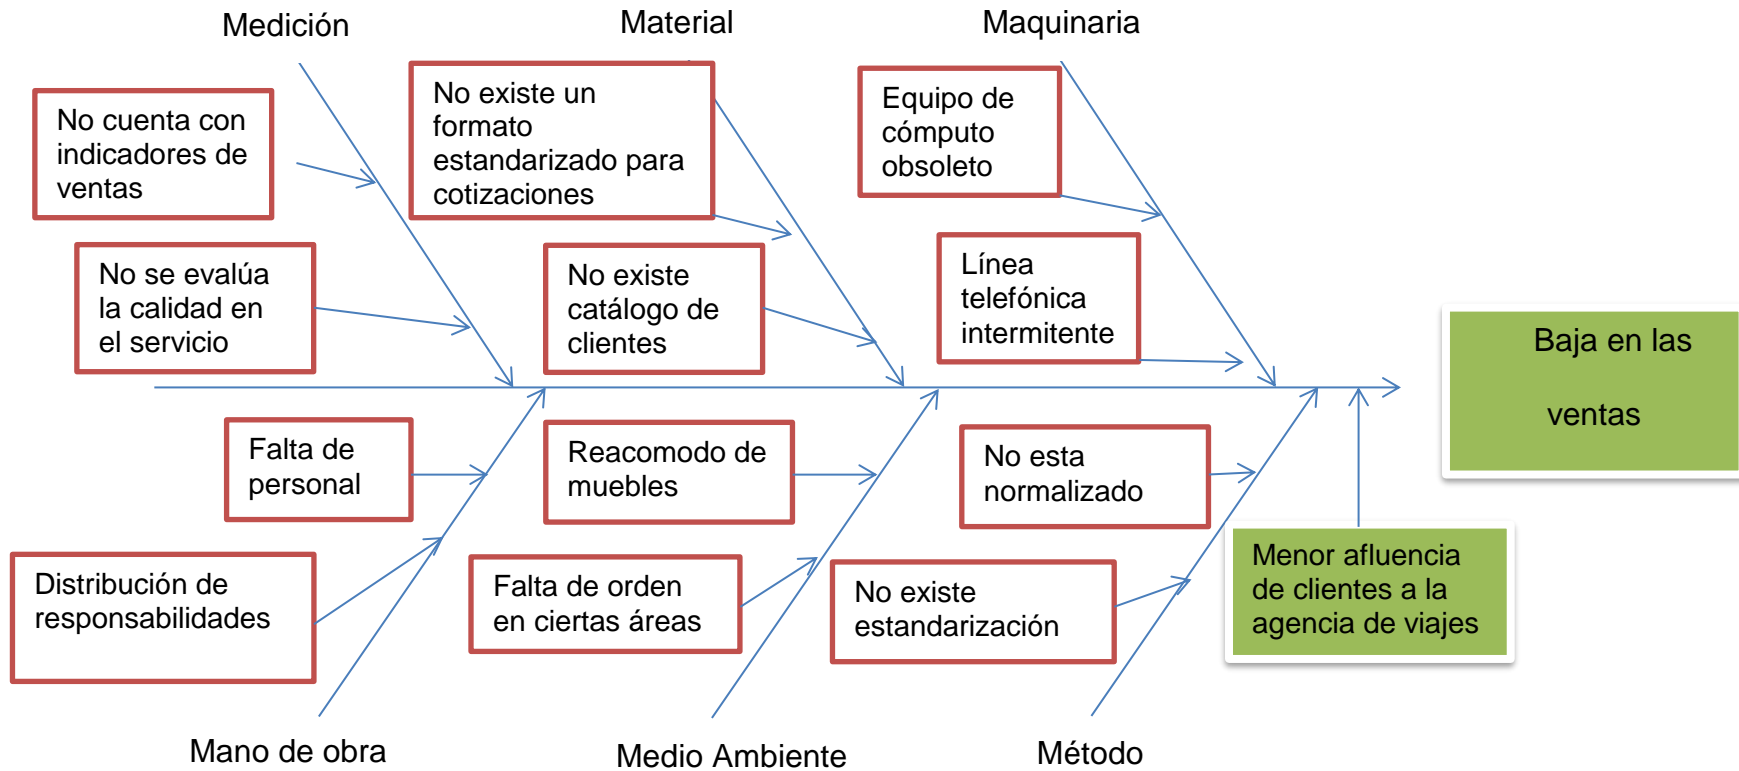 Medición
Material
Maquinaria
No cuenta con
indicadores de
ventas
No existe un
formato
estandarizado para
cotizaciones
Equipo de
cómputo
obsoleto
No se evalúa
la calidad en
el servicio
No existe
catálogo de
clientes
Línea
telefónica
intermitente
Baja en las
ventas
Falta de
personal
Reacomodo de
muebles
No esta
normalizado
Distribución de
responsabilidades
Falta de orden
en ciertas áreas
No existe
estandarización
Menor afluencia
de clientes a la
agencia de viajes
Mano de obra
Medio Ambiente
Método